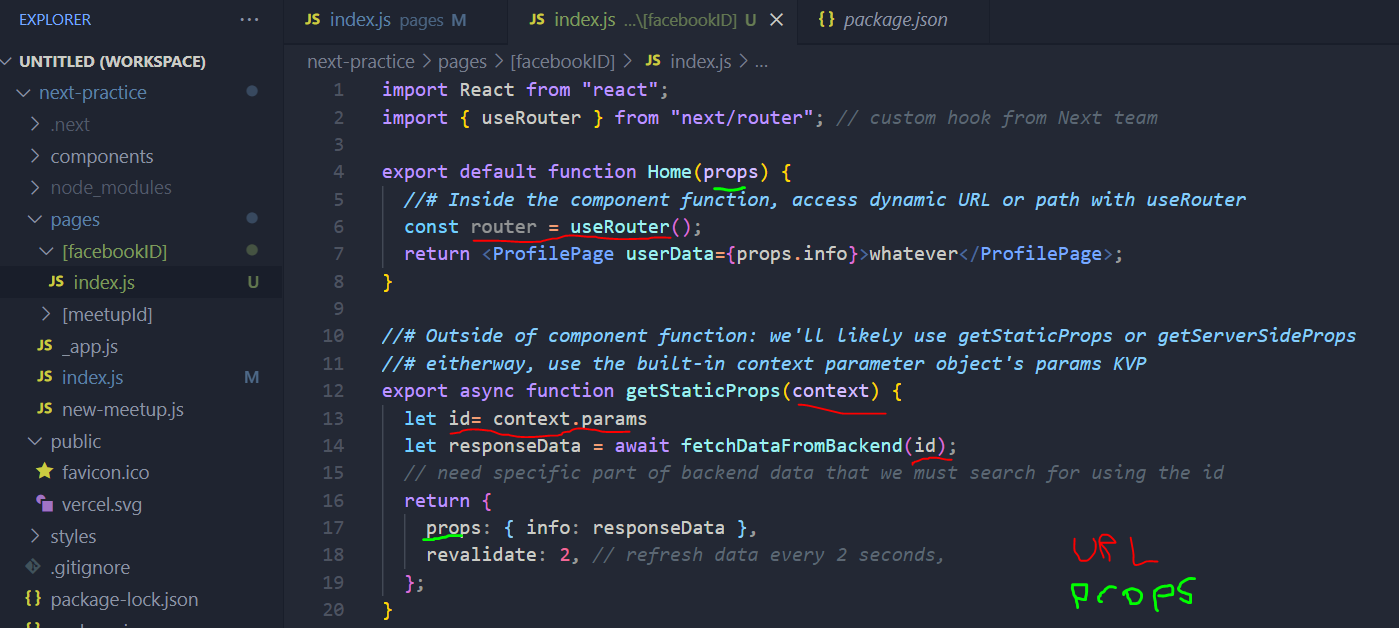 EXPLORER ...
UNTITLED (WORKSPACE)
next-practice
.next
components
node_modules
pages
[facebookID]
JS index.js U
[meetupId]
JS _app.js
JS index.js M
JS new-meetup.js
public
favicon.ico
vercel.svg
styles
.gitignore
{} package-lock.json
JS index.js pages M
JS index.js ...\[facebookID] U
{} package.json
next-practice > pages > [facebookID] > JS index.js > ...
1 import React from "react";
2 import { useRouter } from "next/router"; // custom hook from Next team
3
4 export default function Home(props) {
5 //# Inside the component function, access dynamic URL or path with useRouter
6 const router = useRouter();
7 return <ProfilePage userData={props.info}>whatever</ProfilePage>;
8 }
9
10 //# Outside of component function: we'll likely use getStaticProps or getServerSideProps
11 //# eitherway, use the built-in context parameter object's params KVP
12 export async function getStaticProps(context) {
13 let id= context.params
14 let responseData = await fetchDataFromBackend(id);
15 // need specific part of backend data that we must search for using the id
16 return {
17 props: { info: responseData },
18 revalidate: 2, // refresh data every 2 seconds,
19 };
20 }
URL
PROPS